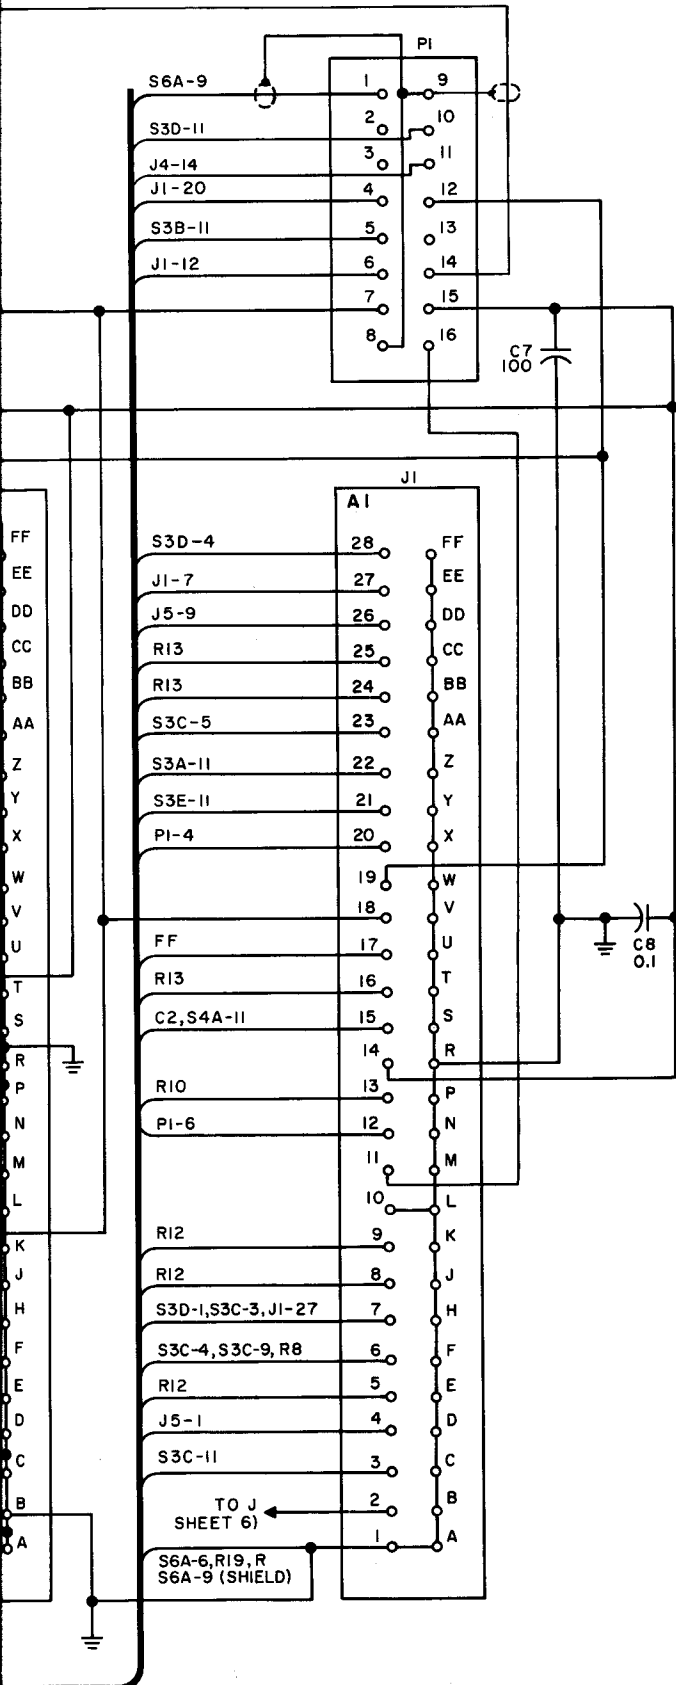 P1
S6A-9 1 9
2 10
S3D-11
3 11
J4-14
J1-20 4 12
S3B-11 5 13
J1-12 6 14
7 15
8 16
C7
100
J1
A1
FF S3D-4 28 FF
EE J1-7 27 EE
DD J5-9 26 DD
CC R13 25 CC
BB R13 24 BB
AA S3C-5 23 AA
Z S3A-11 22 Z
Y S3E-11 21 Y
X P1-4 20 X
W 19 W
V 18 V
U FF 17 U
C8
0.1
T R13 16 T
S C2,S4A-11 15 S
R 14 R
P R10 13 P
N P1-6 12 N
M 11 M
L 10 L
K R12 9 K
J R12 8 J
H S3D-1,S3C-3,J1-27 7 H
F S3C-4,S3C-9,R8 6 F
E R12 5 E
D J5-1 4 D
C S3C-11 3 C
B TO J 2 B
SHEET 6)
A 1 A
S6A-6,R19,R
S6A-9 (SHIELD)